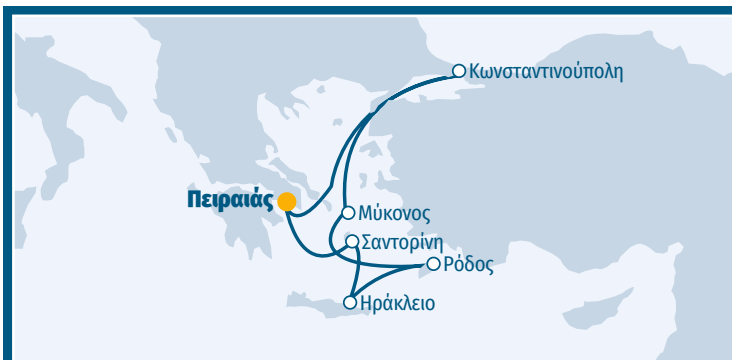 Κωνσταντινούπολη
Πειραιάς
Μύκονος
Σαντορίνη
Ρόδος
Ηράκλειο